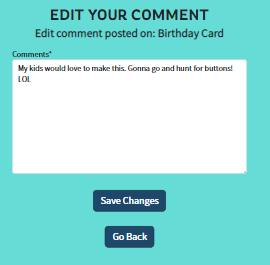 EDIT YOUR COMMENT
Edit comment posted on: Birthday Card
Comments*
My kids would love to make this. Gonna go and hunt for buttons!
LOL
Save Changes
Go Back